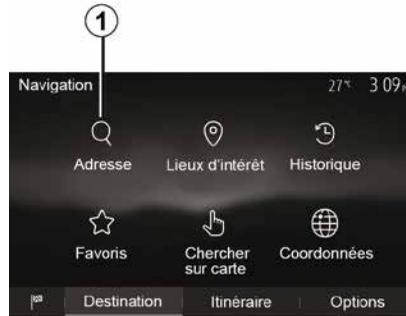 1
Navigation 27℃ 3 09
Adresse Lieux d'intérêt Historique
Favoris Chercher sur carte Coordonnées
Destination Itinéraire Options